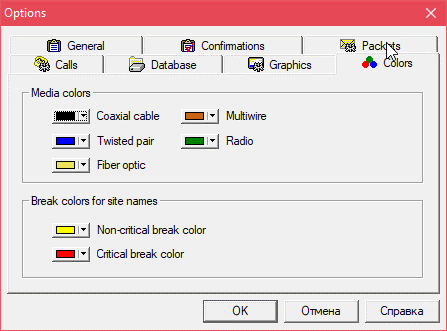 Options
General Confirmations Packets
Calls Database Graphics Colors
Media colors
Coaxial cable Multiwire
Twisted pair Radio
Fiber optic
Break colors for site names
Non-critical break color
Critical break color
OK Отмена Справка